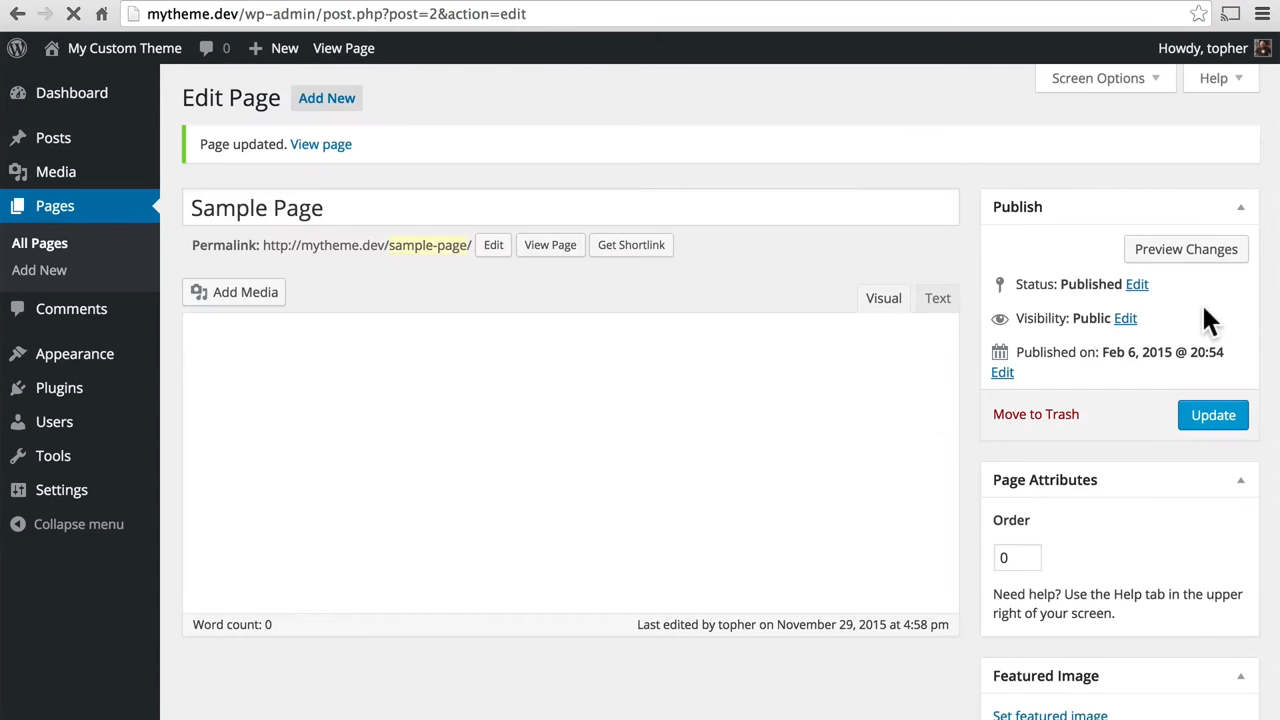 mytheme.dev/wp-admin/post.php?post=2&action=edit
My Custom Theme 0 New View Page Howdy, topher
Screen Options Help
Dashboard
Posts
Media
Pages
All Pages
Add New
Comments
Appearance
Plugins
Users
Tools
Settings
Collapse menu
Edit Page Add New
Page updated. View page
Sample Page
Permalink: http://mytheme.dev/sample-page/ Edit View Page Get Shortlink
Add Media
Visual Text
Word count: 0 Last edited by topher on November 29, 2015 at 4:58 pm
Publish
Preview Changes
Status: Published Edit
Visibility: Public Edit
Published on: Feb 6, 2015 @ 20:54
Edit
Move to Trash Update
Page Attributes
Order
0
Need help? Use the Help tab in the upper
right of your screen.
Featured Image
Set featured image